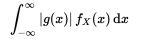 ∫_{-∞}^{∞} |g(x)| f_X(x) dx